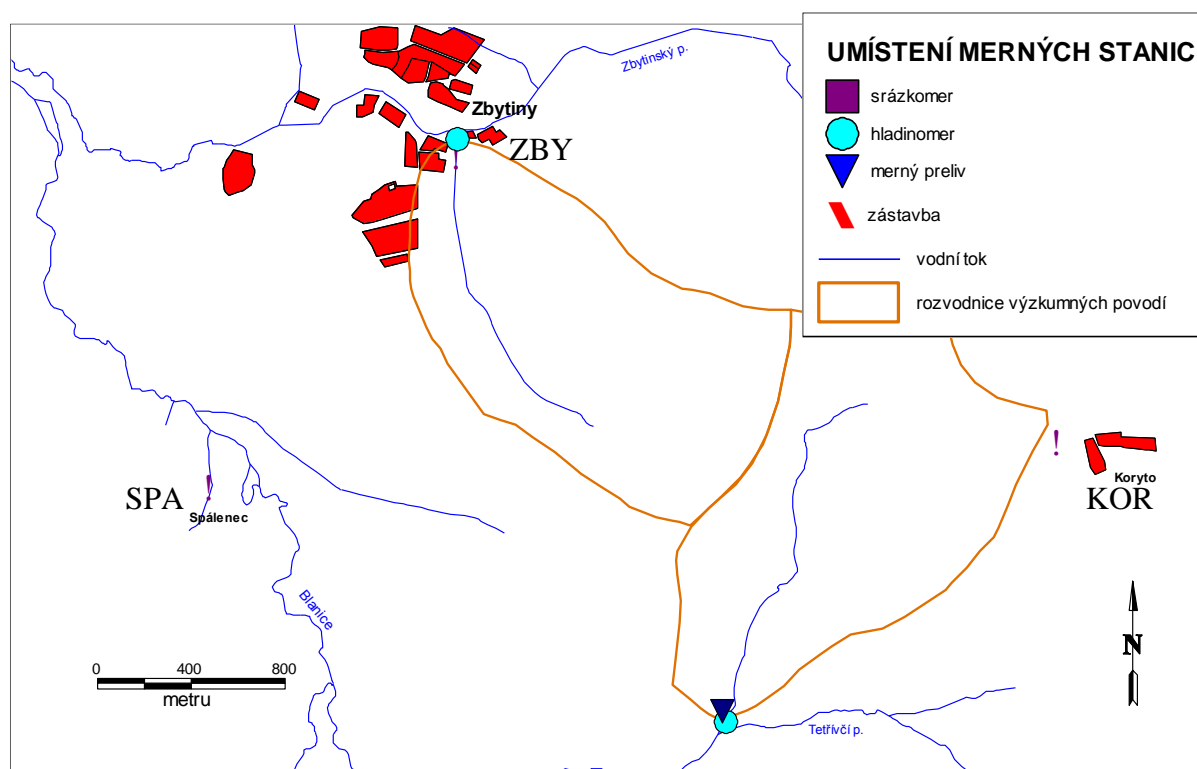 UMÍSTENÍ MERNÝCH STANIC
srázkomer
hladinomer
merný preliv
zástavba
vodní tok
rozvodnice výzkumných povodí
Zbytinský p.
Zbytiny
ZBY
!
!
!
SPA
Spálenec
Koryto
KOR
Blanice
N
0 400 800
metru
Tetřívčí p.